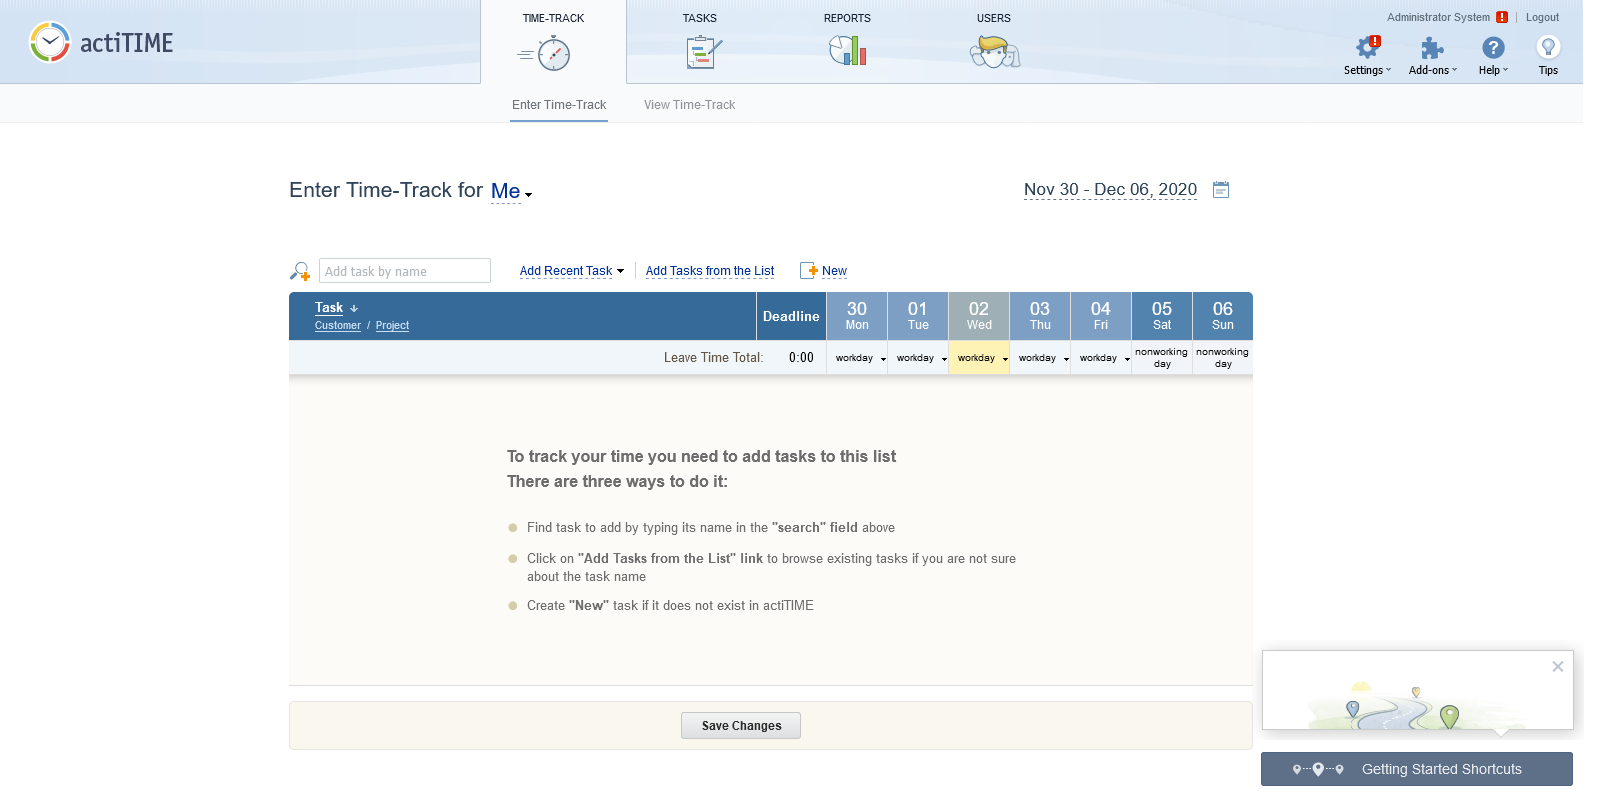 actiTIME
TIME-TRACK
TASKS
REPORTS
USERS
Administrator System
Logout
Settings
Add-ons
Help
Tips
Enter Time-Track
View Time-Track
Enter Time-Track for Me
Nov 30 - Dec 06, 2020
Add task by name
Add Recent Task
Add Tasks from the List
New
Task
Customer / Project
Deadline
30 Mon
01 Tue
02 Wed
03 Thu
04 Fri
05 Sat
06 Sun
Leave Time Total: 0:00
workday
workday
workday
workday
workday
nonworking day
nonworking day
To track your time you need to add tasks to this list
There are three ways to do it:
Find task to add by typing its name in the "search" field above
Click on "Add Tasks from the List" link to browse existing tasks if you are not sure
about the task name
Create "New" task if it does not exist in actiTIME
Save Changes
Getting Started Shortcuts